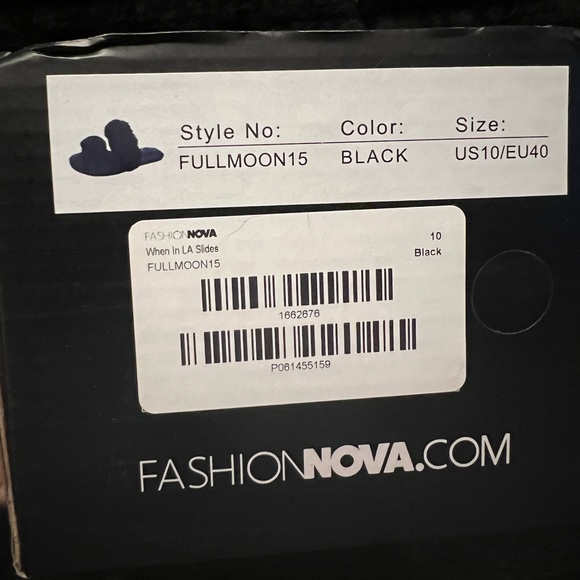 Style No: Color: Size:
FULLMOON15 BLACK US10/EU40
FASHIONNOVA 10
When In LA Slides Black
FULLMOON15
1662676
P061455159
FASHIONNOVA.COM